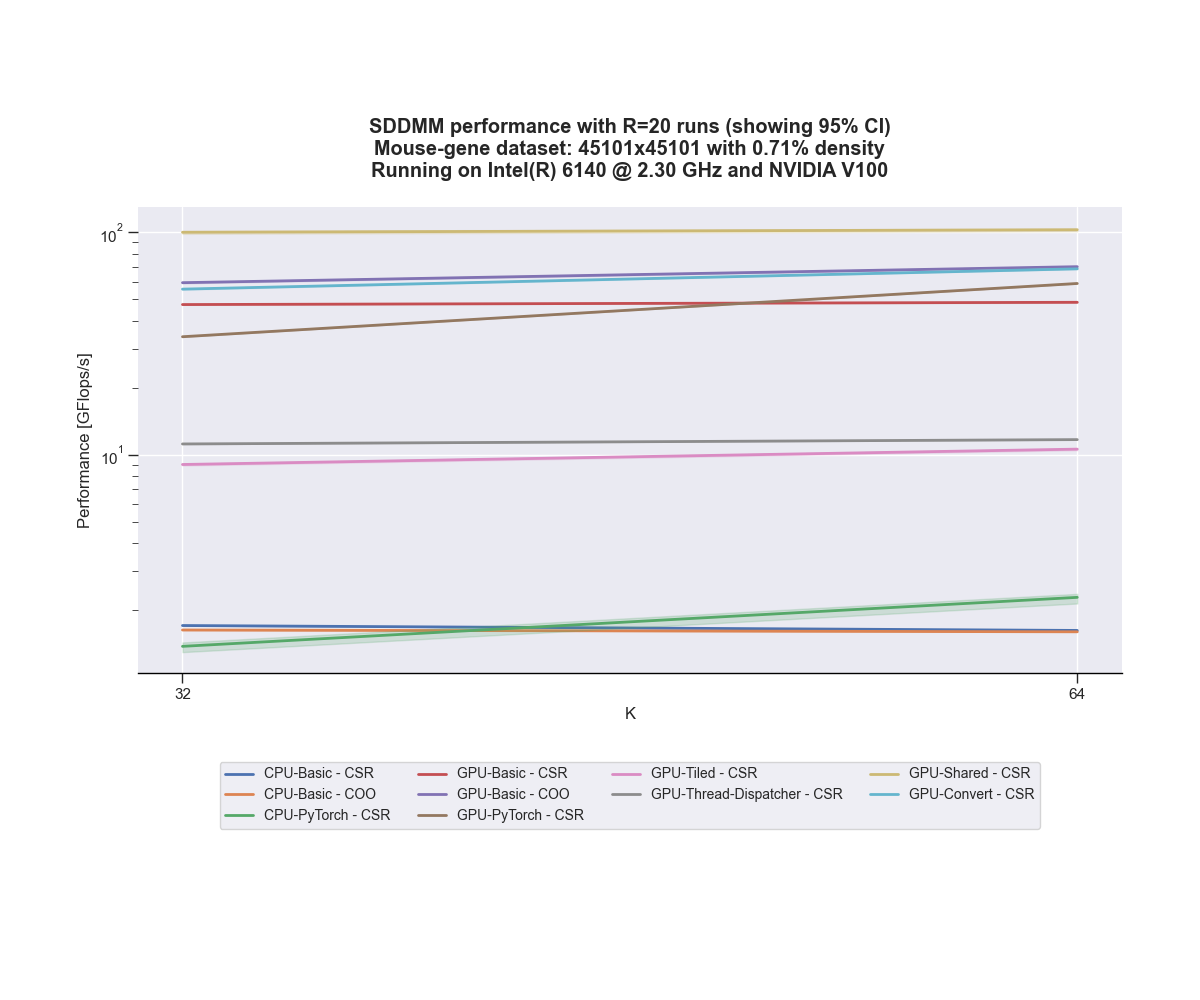 SDDMM performance with R=20 runs (showing 95% CI)
Mouse-gene dataset: 45101x45101 with 0.71% density
Running on Intel(R) 6140 @ 2.30 GHz and NVIDIA V100
10^2
10^1
Performance [GFlops/s]
32
64
K
CPU-Basic - CSR
CPU-Basic - COO
CPU-PyTorch - CSR
GPU-Basic - CSR
GPU-Basic - COO
GPU-PyTorch - CSR
GPU-Tiled - CSR
GPU-Thread-Dispatcher - CSR
GPU-Shared - CSR
GPU-Convert - CSR